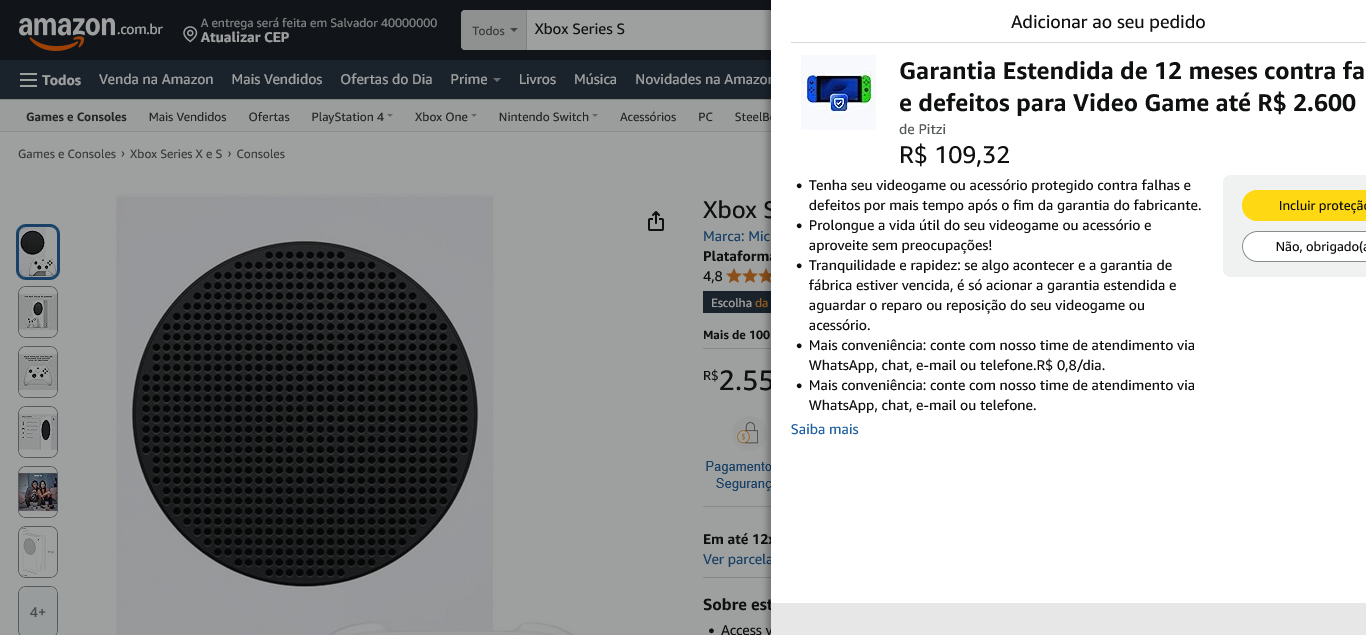 amazon.com.br
A entrega será feita em Salvador 40000000
Atualizar CEP
Todos
Xbox Series S
Todos
Venda na Amazon
Mais Vendidos
Ofertas do Dia
Prime
Livros
Música
Novidades na Amazon
Games e Consoles
Mais Vendidos
Ofertas
PlayStation 4
Xbox One
Nintendo Switch
Acessórios
PC
SteelBo
Games e Consoles › Xbox Series X e S › Consoles
4+
Xbox S
Marca: Mic
Plataforma
4,8
Escolha da
Mais de 100
R$ 2.55
Pagamento
Seguranç
Em até 12x
Ver parcela
Sobre est
• Access v
Adicionar ao seu pedido
Garantia Estendida de 12 meses contra fa
e defeitos para Video Game até R$ 2.600
de Pitzi
R$ 109,32
• Tenha seu videogame ou acessório protegido contra falhas e
defeitos por mais tempo após o fim da garantia do fabricante.
• Prolongue a vida útil do seu videogame ou acessório e
aproveite sem preocupações!
• Tranquilidade e rapidez: se algo acontecer e a garantia de
fábrica estiver vencida, é só acionar a garantia estendida e
aguardar o reparo ou reposição do seu videogame ou
acessório.
• Mais conveniência: conte com nosso time de atendimento via
WhatsApp, chat, e-mail ou telefone.R$ 0,8/dia.
• Mais conveniência: conte com nosso time de atendimento via
WhatsApp, chat, e-mail ou telefone.
Saiba mais
Incluir proteção
Não, obrigado(a